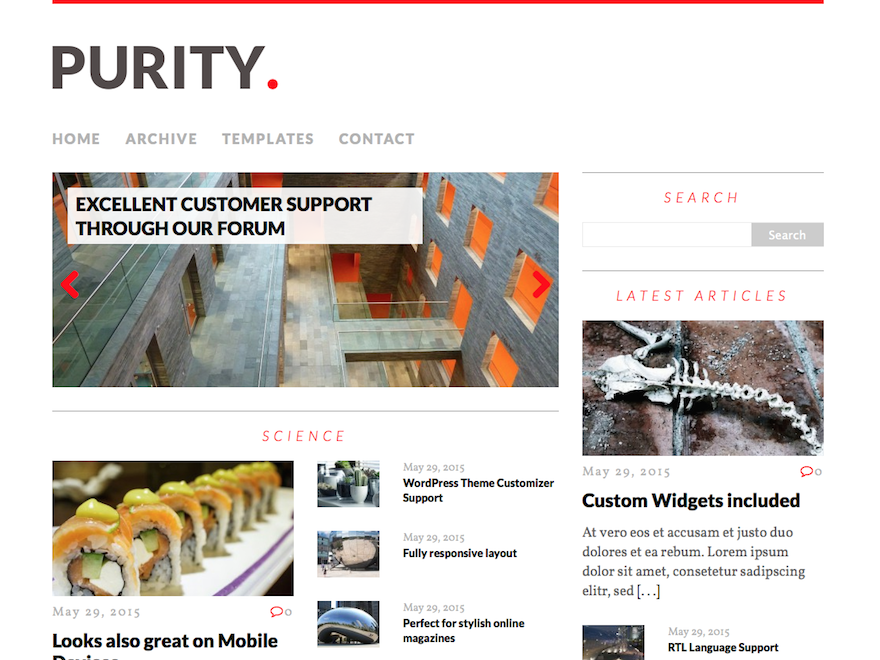 PURITY.
HOME ARCHIVE TEMPLATES CONTACT
EXCELLENT CUSTOMER SUPPORT
THROUGH OUR FORUM
SCIENCE
May 29, 2015 0
Looks also great on Mobile
Devices
May 29, 2015
WordPress Theme Customizer
Support
May 29, 2015
Fully responsive layout
May 29, 2015
Perfect for stylish online
magazines
SEARCH
Search
LATEST ARTICLES
May 29, 2015 0
Custom Widgets included
At vero eos et accusam et justo duo
dolores et ea rebum. Lorem ipsum
dolor sit amet, consetetur sadipscing
elitr, sed [...]
May 29, 2015
RTL Language Support